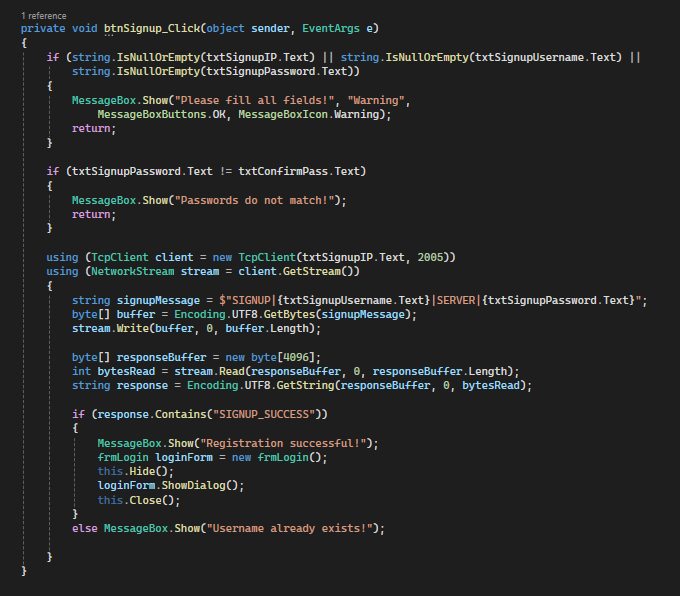 1 reference
private void btnSignup_Click(object sender, EventArgs e)
{
if (string.IsNullOrEmpty(txtSignupIP.Text) || string.IsNullOrEmpty(txtSignupUsername.Text) ||
string.IsNullOrEmpty(txtSignupPassword.Text))
{
MessageBox.Show("Please fill all fields!", "Warning",
MessageBoxButtons.OK, MessageBoxIcon.Warning);
return;
}
if (txtSignupPassword.Text != txtConfirmPass.Text)
{
MessageBox.Show("Passwords do not match!");
return;
}
using (TcpClient client = new TcpClient(txtSignupIP.Text, 2005))
using (NetworkStream stream = client.GetStream())
{
string signupMessage = $"SIGNUP|{txtSignupUsername.Text}|SERVER|{txtSignupPassword.Text}";
byte[] buffer = Encoding.UTF8.GetBytes(signupMessage);
stream.Write(buffer, 0, buffer.Length);
byte[] responseBuffer = new byte[4096];
int bytesRead = stream.Read(responseBuffer, 0, responseBuffer.Length);
string response = Encoding.UTF8.GetString(responseBuffer, 0, bytesRead);
if (response.Contains("SIGNUP_SUCCESS"))
{
MessageBox.Show("Registration successful!");
frmLogin loginForm = new frmLogin();
this.Hide();
loginForm.ShowDialog();
this.Close();
}
else MessageBox.Show("Username already exists!");
}
}